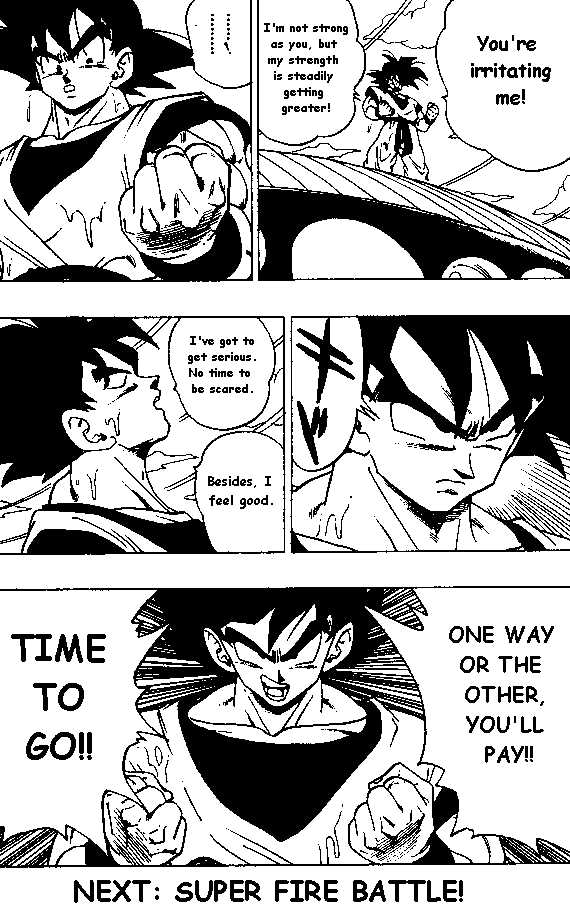 You're
irritating
me!
I'm not strong
as you, but
my strength
is steadily
getting
greater!
I've got to
get serious.
No time to
be scared.
Besides, I
feel good.
ONE WAY
OR THE
OTHER,
YOU'LL
PAY!!
TIME
TO
GO!!
NEXT: SUPER FIRE BATTLE!